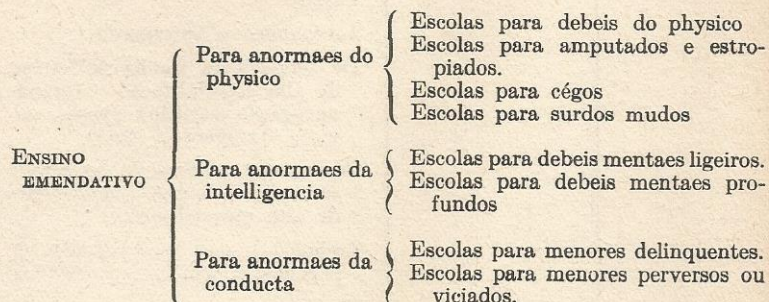 ENSINO
EMENDATIVO
Para anormaes do
physico
Escolas para debeis do physico
Escolas para amputados e estro-
piados.
Escolas para cégos
Escolas para surdos mudos
Para anormaes da
intelligencia
Escolas para debeis mentaes ligeiros.
Escolas para debeis mentaes pro-
fundos
Para anormaes da
conducta
Escolas para menores delinquentes.
Escolas para menores perversos ou
viciados.